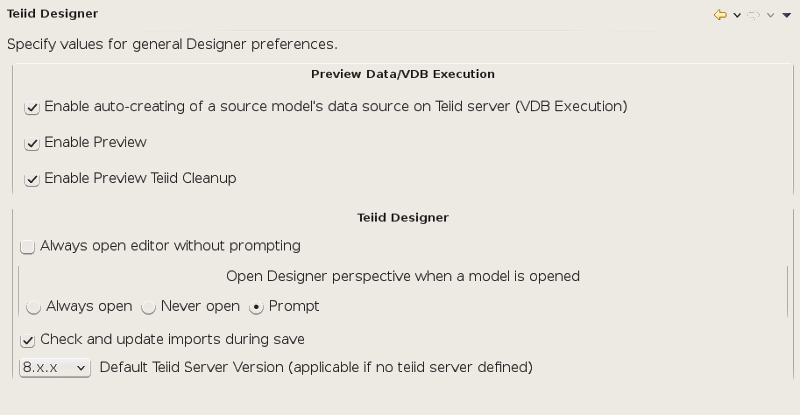 Teiid Designer
Specify values for general Designer preferences.
Preview Data/VDB Execution
Enable auto-creating of a source model's data source on Teiid server (VDB Execution)
Enable Preview
Enable Preview Teiid Cleanup
Teiid Designer
Always open editor without prompting
Open Designer perspective when a model is opened
Always open Never open Prompt
Check and update imports during save
8.x.x Default Teiid Server Version (applicable if no teiid server defined)